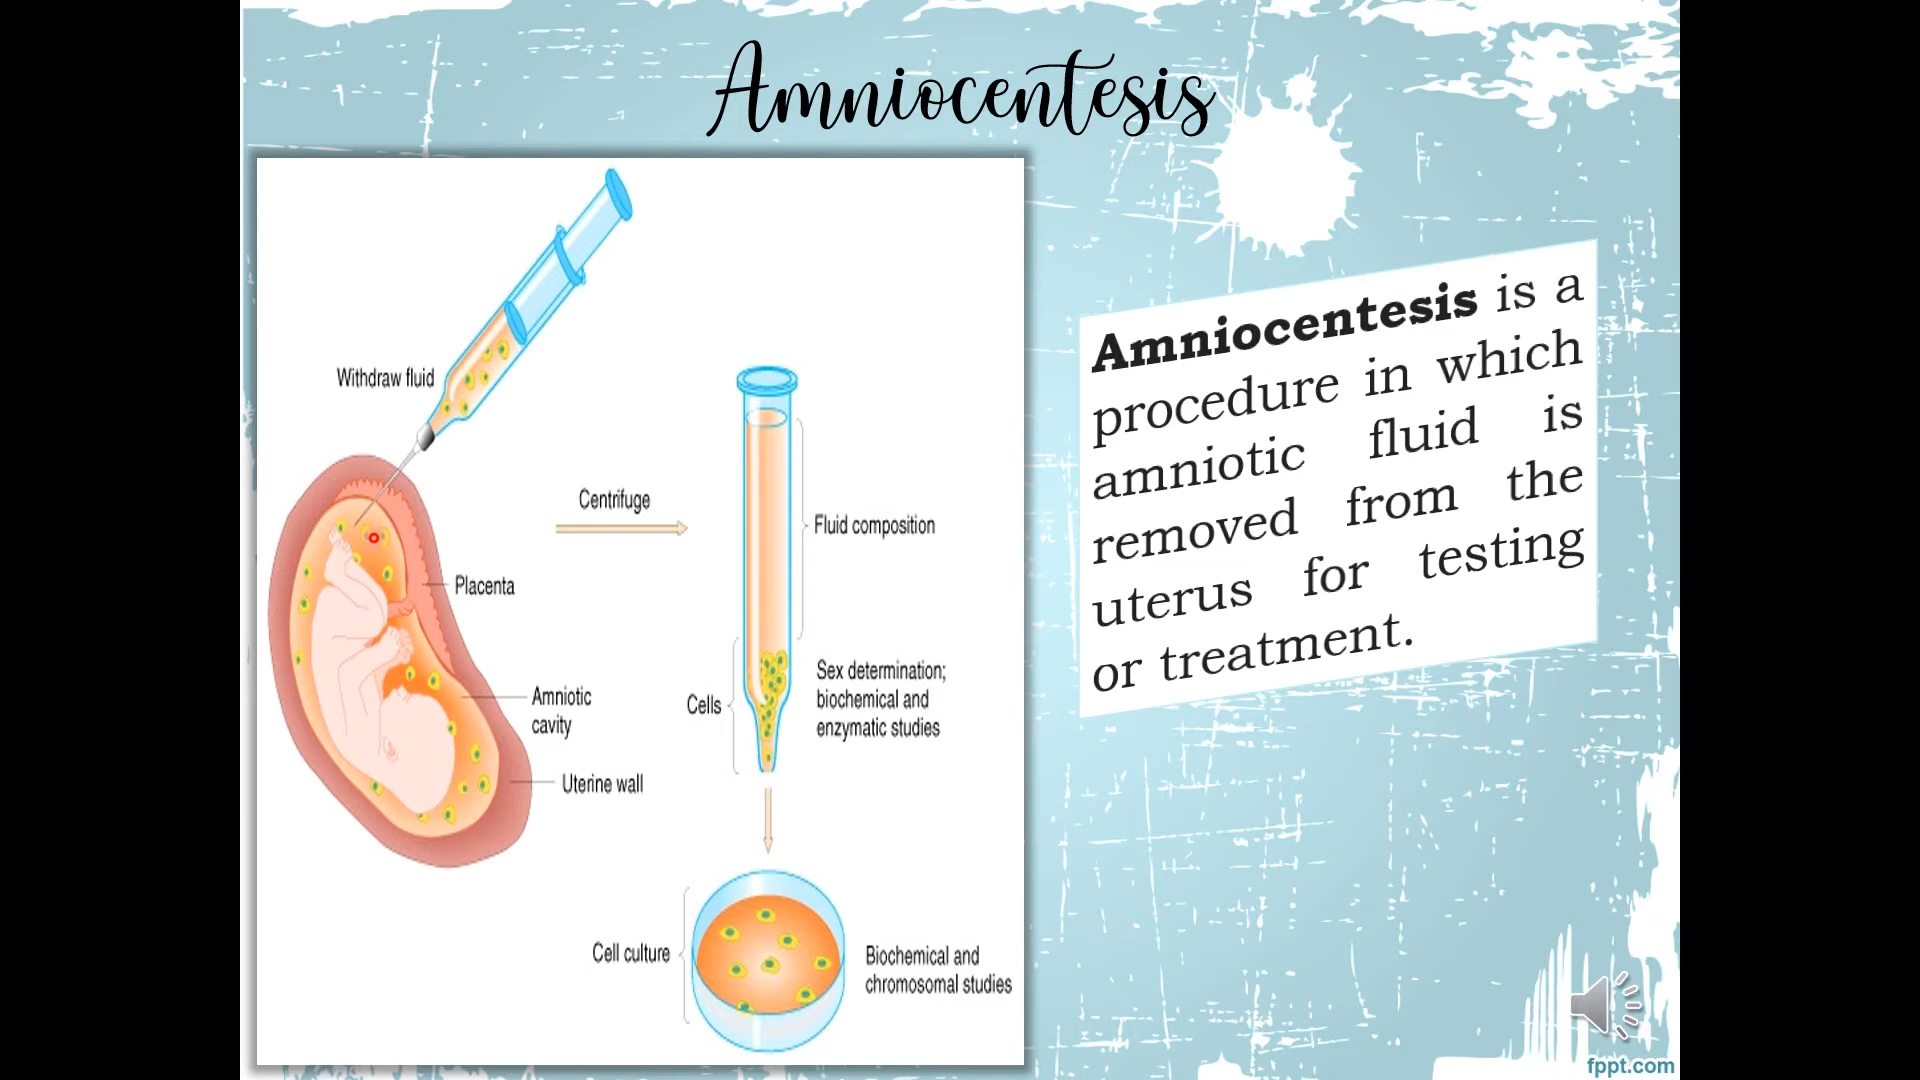 Amniocentesis
Withdraw fluid
Centrifuge
Fluid composition
Placenta
Amniotic
cavity
Uterine wall
Cells
Sex determination;
biochemical and
enzymatic studies
Cell culture
Biochemical and
chromosomal studies
Amniocentesis is a
procedure in which
amniotic fluid is
removed from the
uterus for testing
or treatment.
fppt.com